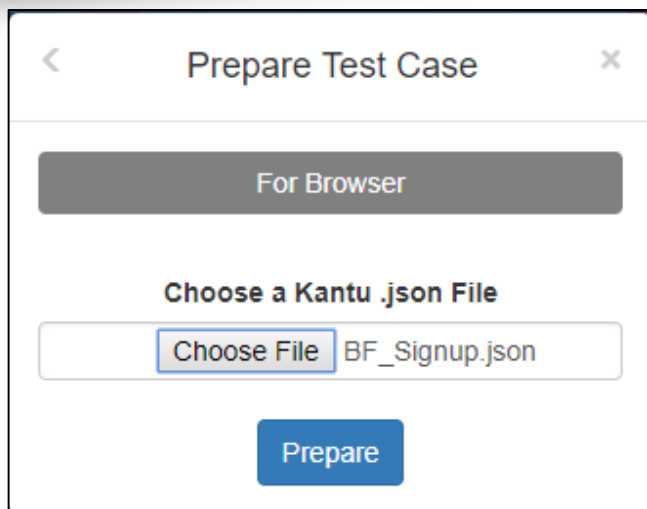 Prepare Test Case
For Browser
Choose a Kantu .json File
Choose File BF_Signup.json
Prepare